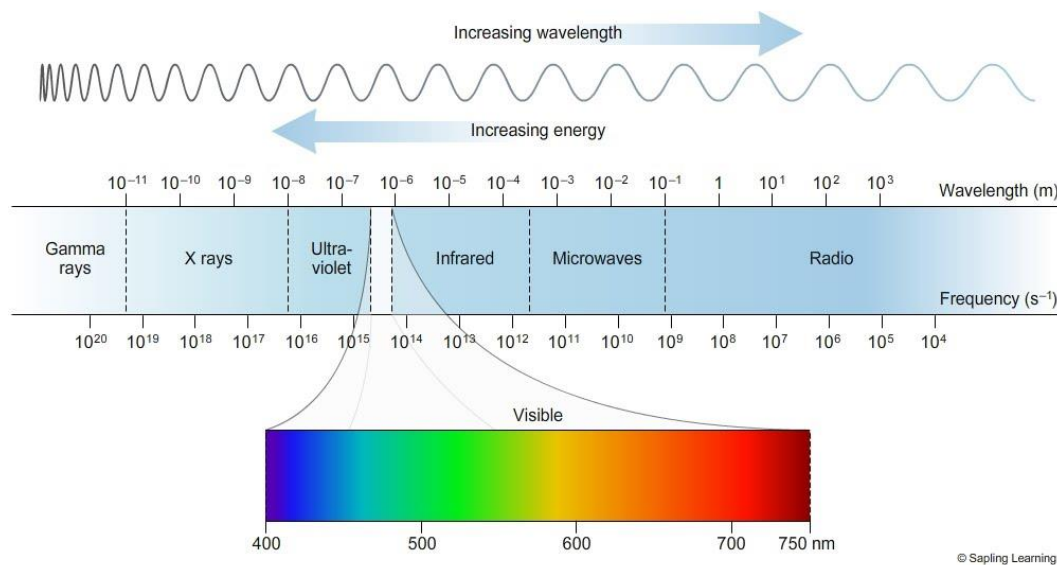 Increasing wavelength
Increasing energy
10⁻¹¹ 10⁻¹⁰ 10⁻⁹ 10⁻⁸ 10⁻⁷ 10⁻⁶ 10⁻⁵ 10⁻⁴ 10⁻³ 10⁻² 10⁻¹ 1 10¹ 10² 10³ Wavelength (m)
Gamma
rays
X rays
Ultra-
violet
Infrared
Microwaves
Radio
Frequency (s⁻¹)
10²⁰ 10¹⁹ 10¹⁸ 10¹⁷ 10¹⁶ 10¹⁵ 10¹⁴ 10¹³ 10¹² 10¹¹ 10¹⁰ 10⁹ 10⁸ 10⁷ 10⁶ 10⁵ 10⁴
Visible
400 500 600 700 750 nm
© Sapling Learning